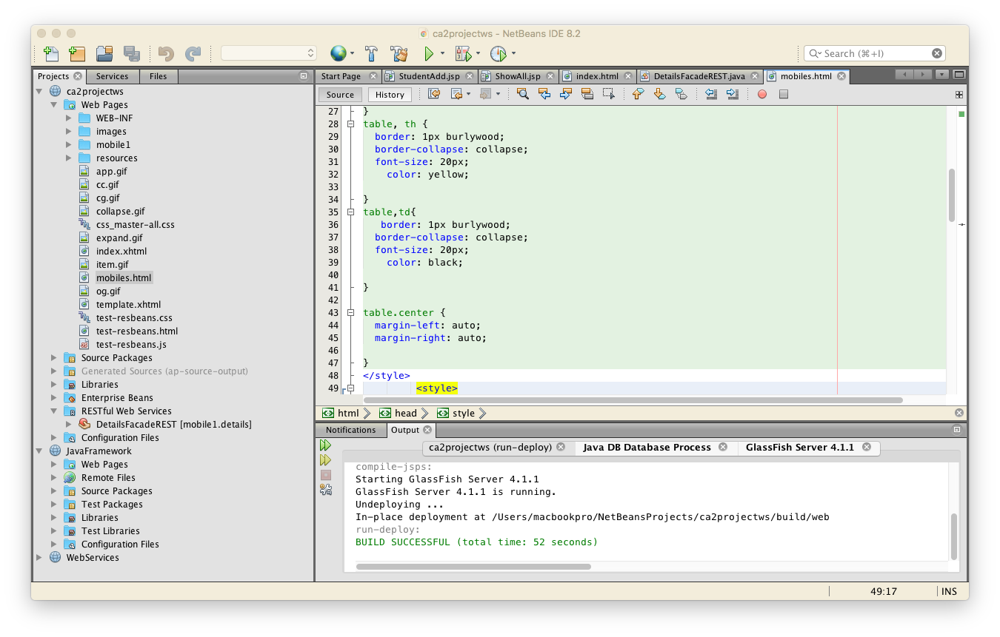 ca2projectws - NetBeans IDE 8.2
Search (⌘+I)
Projects Services Files
ca2projectws
Web Pages
WEB-INF
images
mobile1
resources
app.gif
cc.gif
cg.gif
collapse.gif
css_master-all.css
expand.gif
index.xhtml
item.gif
mobiles.html
og.gif
template.xhtml
test-resbeans.css
test-resbeans.html
test-resbeans.js
Source Packages
Generated Sources (ap-source-output)
Libraries
Enterprise Beans
RESTful Web Services
DetailsFacadeREST [mobile1.details]
Configuration Files
JavaFramework
Web Pages
Remote Files
Source Packages
Test Packages
Libraries
Test Libraries
Configuration Files
WebServices
Start Page StudentAdd.jsp ShowAll.jsp index.html DetailsFacadeREST.java mobiles.html
Source History
27 }
28 table, th {
29 border: 1px burlywood;
30 border-collapse: collapse;
31 font-size: 20px;
32 color: yellow;
33
34 }
35 table,td{
36 border: 1px burlywood;
37 border-collapse: collapse;
38 font-size: 20px;
39 color: black;
40
41 }
42
43 table.center {
44 margin-left: auto;
45 margin-right: auto;
46
47 }
48 </style>
49 <style>
html head style
Notifications Output
ca2projectws (run-deploy) Java DB Database Process GlassFish Server 4.1.1
compile-jsps:
Starting GlassFish Server 4.1.1
GlassFish Server 4.1.1 is running.
Undeploying ...
In-place deployment at /Users/macbookpro/NetBeansProjects/ca2projectws/build/web
run-deploy:
BUILD SUCCESSFUL (total time: 52 seconds)
49:17 INS